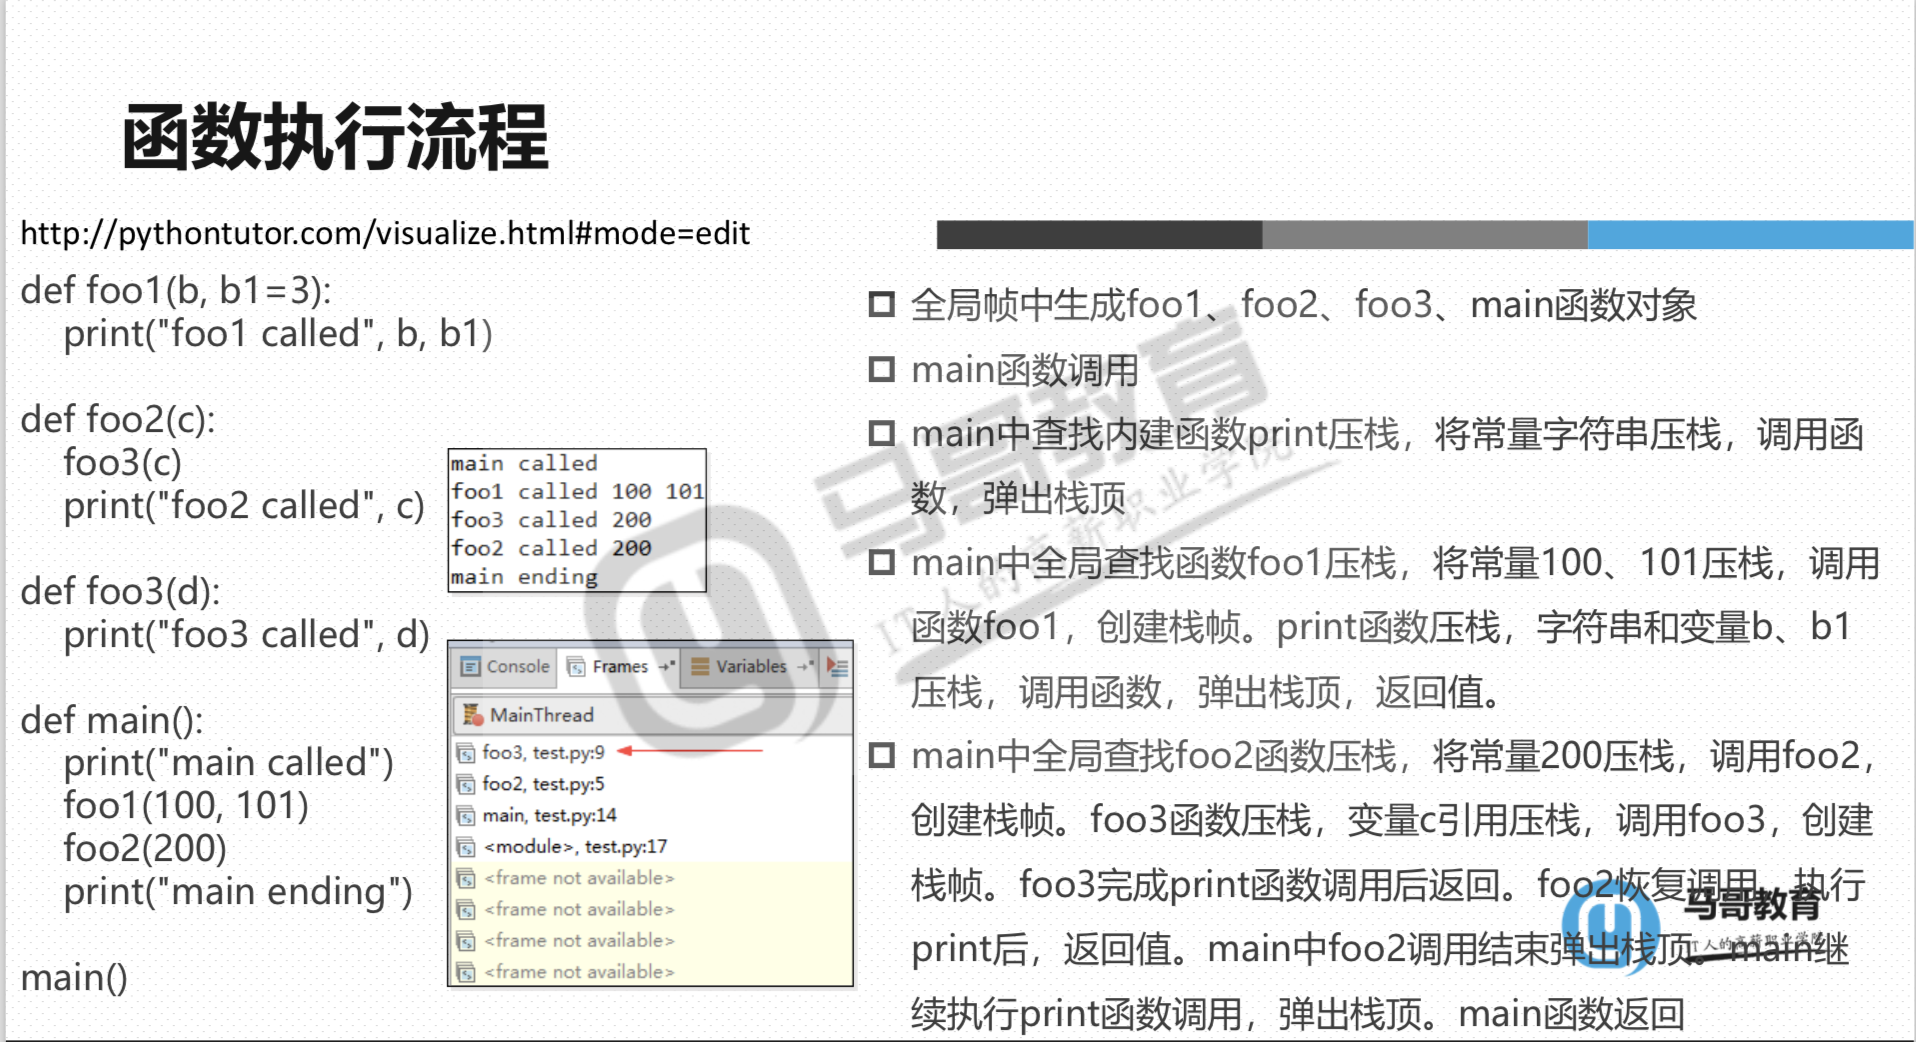 函数执行流程
http://pythontutor.com/visualize.html#mode=edit
def foo1(b, b1=3):
    print("foo1 called", b, b1)
def foo2(c):
    foo3(c)
    print("foo2 called", c)
def foo3(d):
    print("foo3 called", d)
def main():
    print("main called")
    foo1(100, 101)
    foo2(200)
    print("main ending")
main()
main called
foo1 called 100 101
foo3 called 200
foo2 called 200
main ending
Console Frames Variables
MainThread
foo3, test.py:9
foo2, test.py:5
main, test.py:14
<module>, test.py:17
<frame not available>
<frame not available>
<frame not available>
<frame not available>
全局帧中生成foo1、foo2、foo3、main函数对象
main函数调用
main中查找内建函数print压栈，将常量字符串压栈，调用函
数，弹出栈顶
main中全局查找函数foo1压栈，将常量100、101压栈，调用
函数foo1，创建栈帧。print函数压栈，字符串和变量b、b1
压栈，调用函数，弹出栈顶，返回值。
main中全局查找foo2函数压栈，将常量200压栈，调用foo2，
创建栈帧。foo3函数压栈，变量c引用压栈，调用foo3，创建
栈帧。foo3完成print函数调用后返回。foo2恢复调用，执行
print后，返回值。main中foo2调用结束弹出栈顶。main继
续执行print函数调用，弹出栈顶。main函数返回
马哥教育
IT人的高薪职业学院
马哥教育
IT人的高薪职业学院